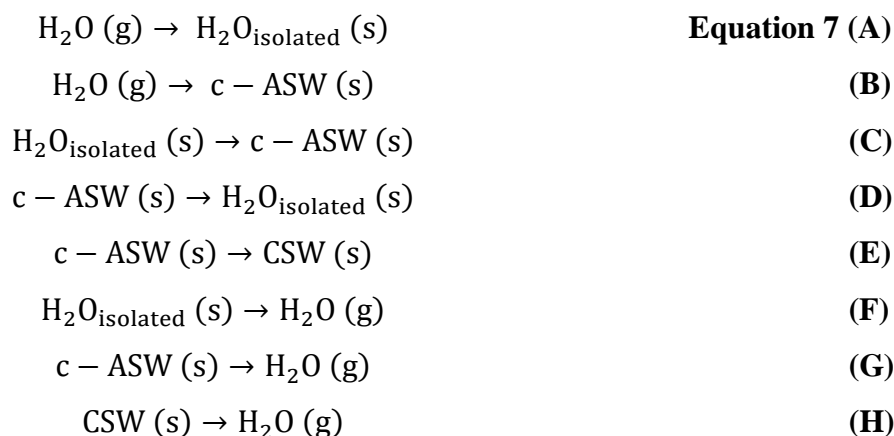 H₂O (g) → H₂O_isolated (s) Equation 7 (A)
H₂O (g) → c − ASW (s) (B)
H₂O_isolated (s) → c − ASW (s) (C)
c − ASW (s) → H₂O_isolated (s) (D)
c − ASW (s) → CSW (s) (E)
H₂O_isolated (s) → H₂O (g) (F)
c − ASW (s) → H₂O (g) (G)
CSW (s) → H₂O (g) (H)